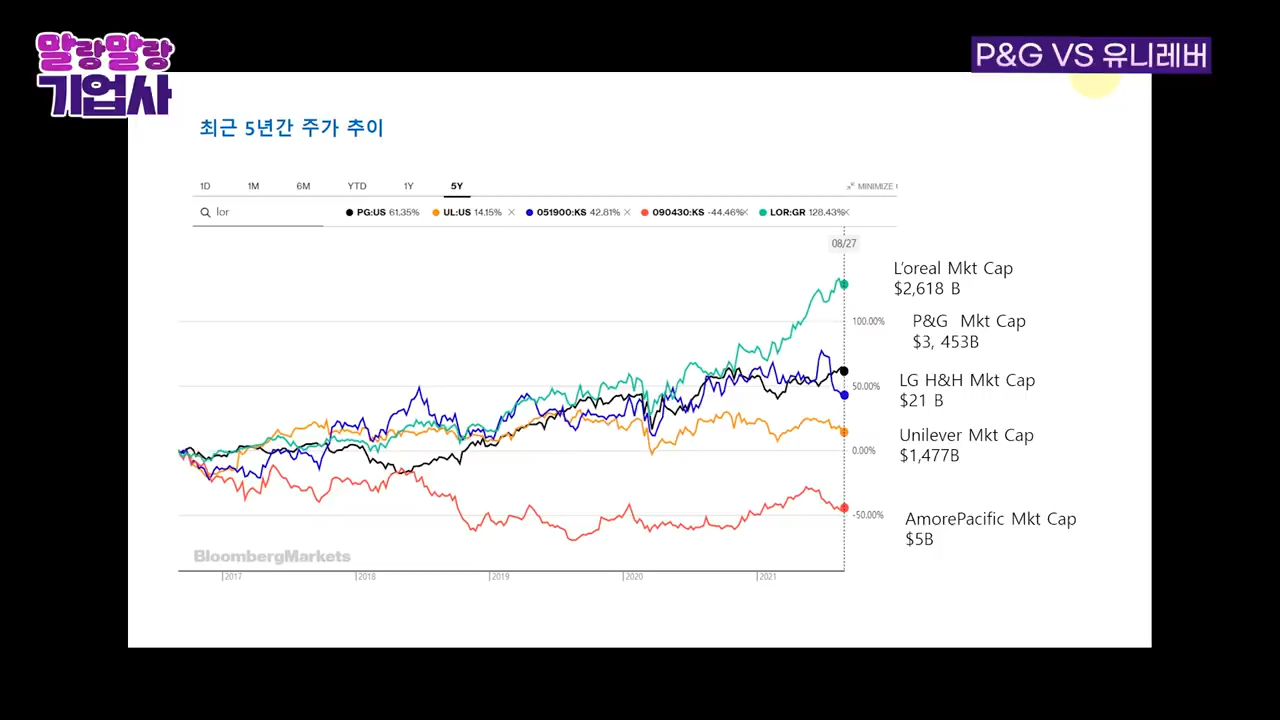 말랑말랑
기업사
P&G VS 유니레버
최근 5년간 주가 추이
1D 1M 6M YTD 1Y 5Y MINIMIZE
lor PG:US 61.35% UL:US 14.15% × 051900:KS 42.81% × 090430:KS -44.46% × LOR:GR 128.43% ×
08/27
L'oreal Mkt Cap
$2,618 B
100.00%
P&G Mkt Cap
$3, 453B
50.00%
LG H&H Mkt Cap
$21 B
0.00%
Unilever Mkt Cap
$1,477B
-50.00%
AmorePacific Mkt Cap
$5B
BloombergMarkets
2017 2018 2019 2020 2021